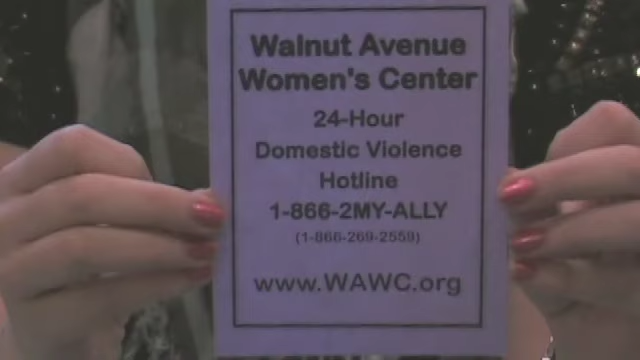 Walnut Avenue
Women's Center
24-Hour
Domestic Violence
Hotline
1-866-2MY-ALLY
(1-866-269-2559)
www.WAWC.org